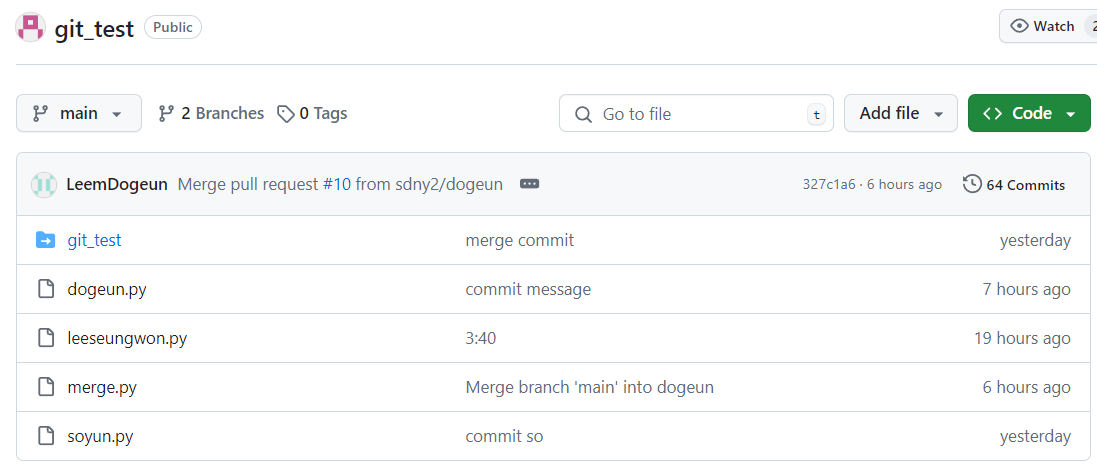 git_test Public Watch 2
main 2 Branches 0 Tags Go to file t Add file Code
LeemDogeun Merge pull request #10 from sdny2/dogeun 327c1a6 · 6 hours ago 64 Commits
git_test merge commit yesterday
dogeun.py commit message 7 hours ago
leeseungwon.py 3:40 19 hours ago
merge.py Merge branch 'main' into dogeun 6 hours ago
soyun.py commit so yesterday